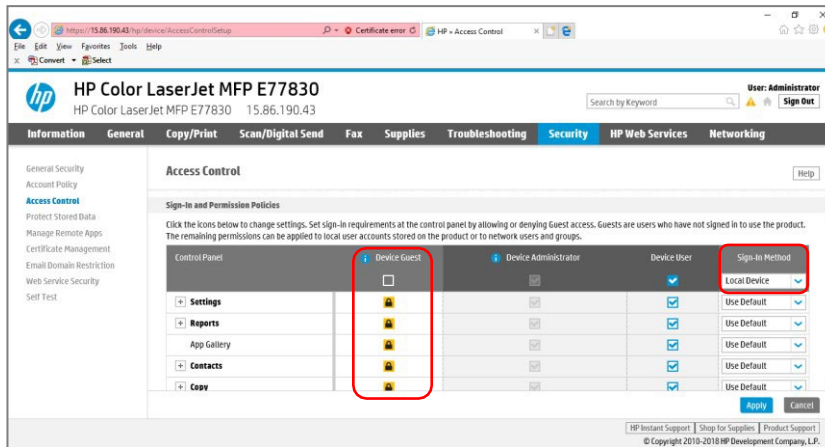 https://15.86.190.43/hp/device/AccessControlSetup
Certificate error
HP - Access Control
File Edit View Favorites Tools Help
Convert Select
hp
HP Color LaserJet MFP E77830
HP Color LaserJet MFP E77830 15.86.190.43
User: Administrator
Search by Keyword
Sign Out
Information General Copy/Print Scan/Digital Send Fax Supplies Troubleshooting Security HP Web Services Networking
General Security
Account Policy
Access Control
Protect Stored Data
Manage Remote Apps
Certificate Management
Email Domain Restriction
Web Service Security
Self Test
Access Control
Help
Sign-In and Permission Policies
Click the icons below to change settings. Set sign-in requirements at the control panel by allowing or denying Guest access. Guests are users who have not signed in to use the product.
The remaining permissions can be applied to local user accounts stored on the product or to network users and groups.
Control Panel Device Guest Device Administrator Device User Sign-In Method
Local Device
Settings Use Default
Reports Use Default
App Gallery Use Default
Contacts Use Default
Copy Use Default
Apply Cancel
HP Instant Support Shop for Supplies Product Support
© Copyright 2010-2018 HP Development Company, L.P.